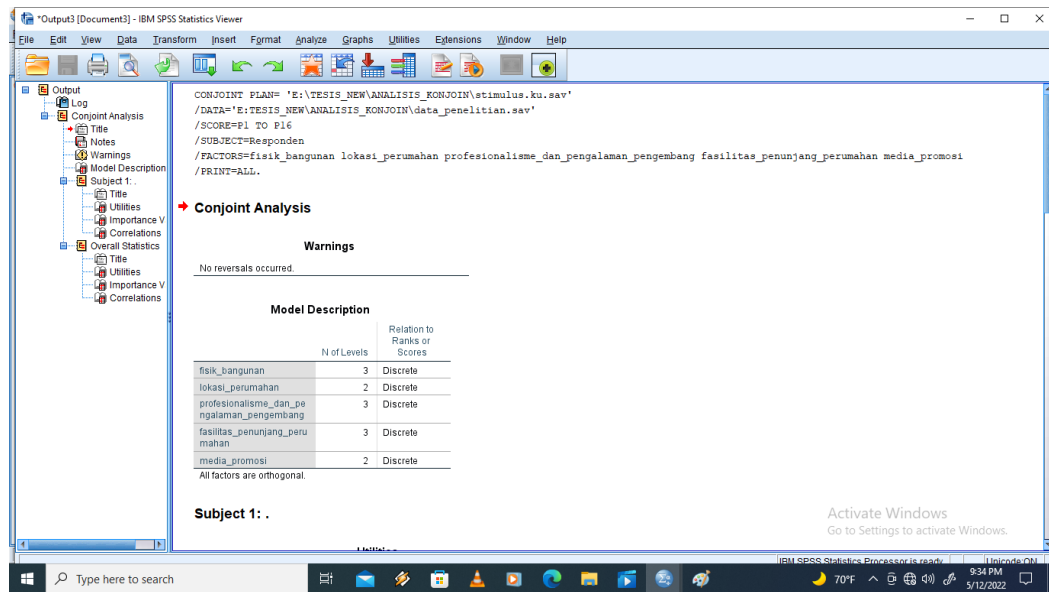 *Output3 [Document3] - IBM SPSS Statistics Viewer
File Edit View Data Transform Insert Format Analyze Graphs Utilities Extensions Window Help
Output
Log
Conjoint Analysis
Title
Notes
Warnings
Model Description
Subject 1: .
Title
Utilities
Importance V
Correlations
Overall Statistics
Title
Utilities
Importance V
Correlations
CONJOINT PLAN= 'E:\TESIS_NEW\ANALISIS_KONJOIN\stimulus.ku.sav'
/DATA='E:TESIS_NEW\ANALISIS_KONJOIN\data_penelitian.sav'
/SCORE=P1 TO P16
/SUBJECT=Responden
/FACTORS=fisik_bangunan lokasi_perumahan profesionalisme_dan_pengalaman_pengembang fasilitas_penunjang_perumahan media_promosi
/PRINT=ALL.
Conjoint Analysis
Warnings
No reversals occurred.
Model Description
N of Levels Relation to Ranks or Scores
fisik_bangunan 3 Discrete
lokasi_perumahan 2 Discrete
profesionalisme_dan_pe
ngalaman_pengembang 3 Discrete
fasilitas_penunjang_peru
mahan 3 Discrete
media_promosi 2 Discrete
All factors are orthogonal.
Subject 1: .
Activate Windows
Go to Settings to activate Windows.
IBM SPSS Statistics Processor is ready Unicode:ON
Type here to search
70°F
9:34 PM
5/12/2022